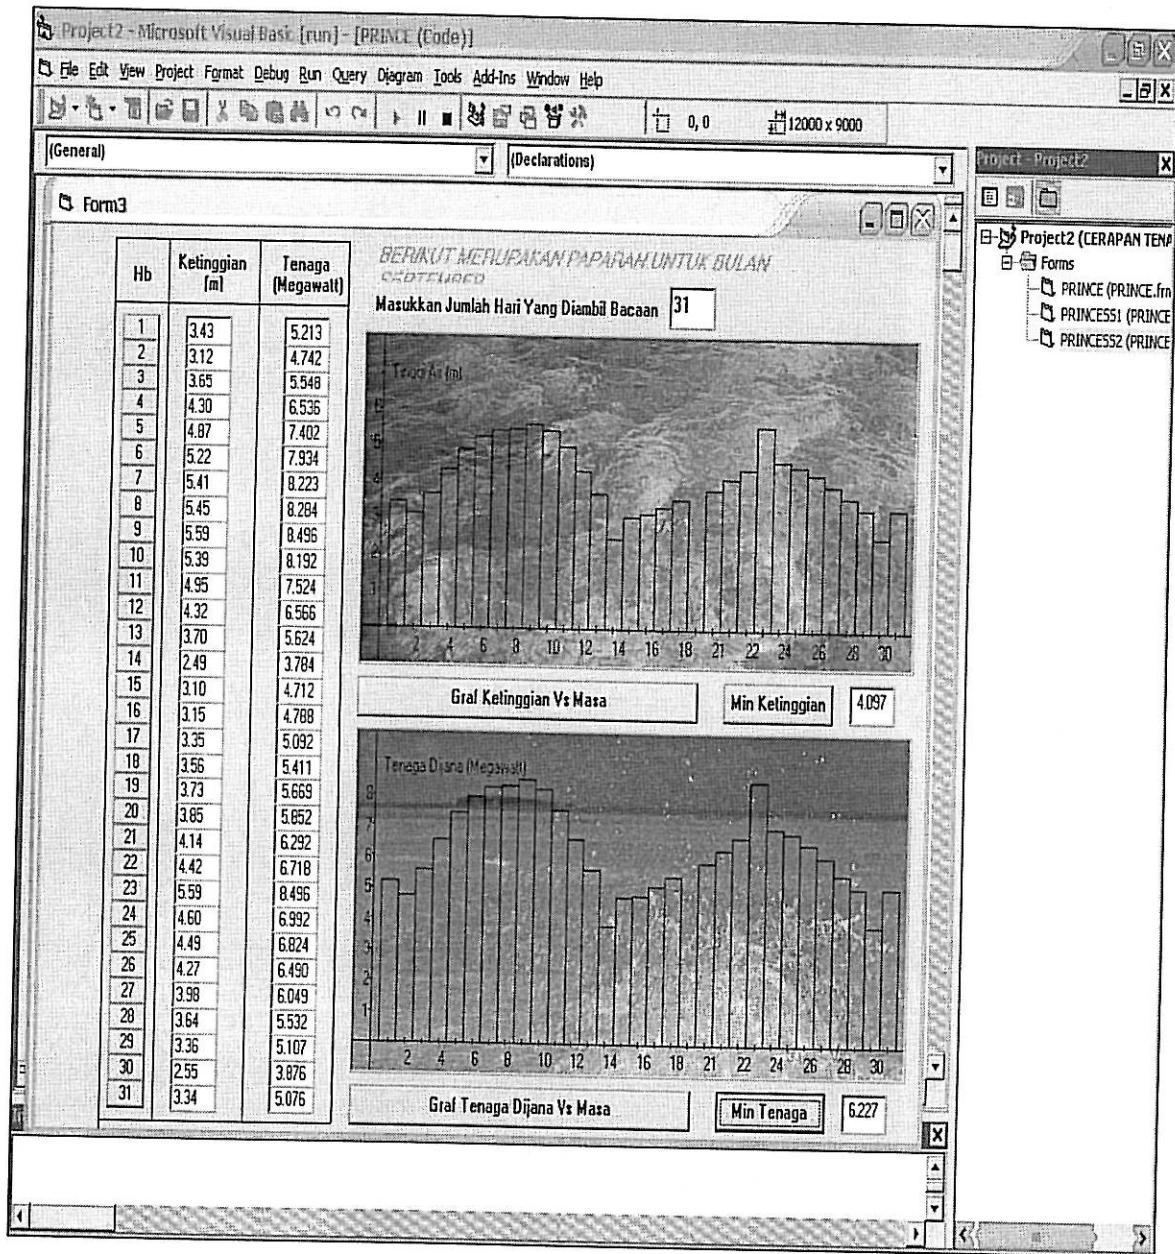 Project2 - Microsoft Visual Basic [run] - [PRINCE (Code)]
File Edit View Project Format Debug Run Query Diagram Tools Add-Ins Window Help
0, 0 12000 x 9000
(General) (Declarations)
Project - Project2
Form3
Project2 (CERAPAN TENA
Forms
PRINCE (PRINCE.frn
PRINCESS1 (PRINCE
PRINCESS2 (PRINCE
BERIKUT MERUPAKAN PAPARAN UNTUK BULAN
Masukkan Jumlah Hari Yang Diambil Bacaan 31
Hb Ketinggian (m) Tenaga (Megawatt)
1 3.43 5.213
2 3.12 4.742
3 3.65 5.548
4 4.30 6.536
5 4.87 7.402
6 5.22 7.934
7 5.41 8.223
8 5.45 8.284
9 5.59 8.496
10 5.39 8.192
11 4.95 7.524
12 4.32 6.566
13 3.70 5.624
14 2.49 3.784
15 3.10 4.712
16 3.15 4.788
17 3.35 5.092
18 3.56 5.411
19 3.73 5.669
20 3.85 5.852
21 4.14 6.292
22 4.42 6.718
23 5.59 8.496
24 4.60 6.992
25 4.49 6.824
26 4.27 6.490
27 3.98 6.049
28 3.64 5.532
29 3.36 5.107
30 2.55 3.876
31 3.34 5.076
Tinggi Air (m)
2 4 6 8 10 12 14 16 18 21 22 24 26 28 30
Graf Ketinggian Vs Masa Min Ketinggian 4.097
Tenaga Dijana (Megawatt)
8
7
6
5
4
3
2
1
2 4 6 8 10 12 14 16 18 21 22 24 26 28 30
Graf Tenaga Dijana Vs Masa Min Tenaga 6.227